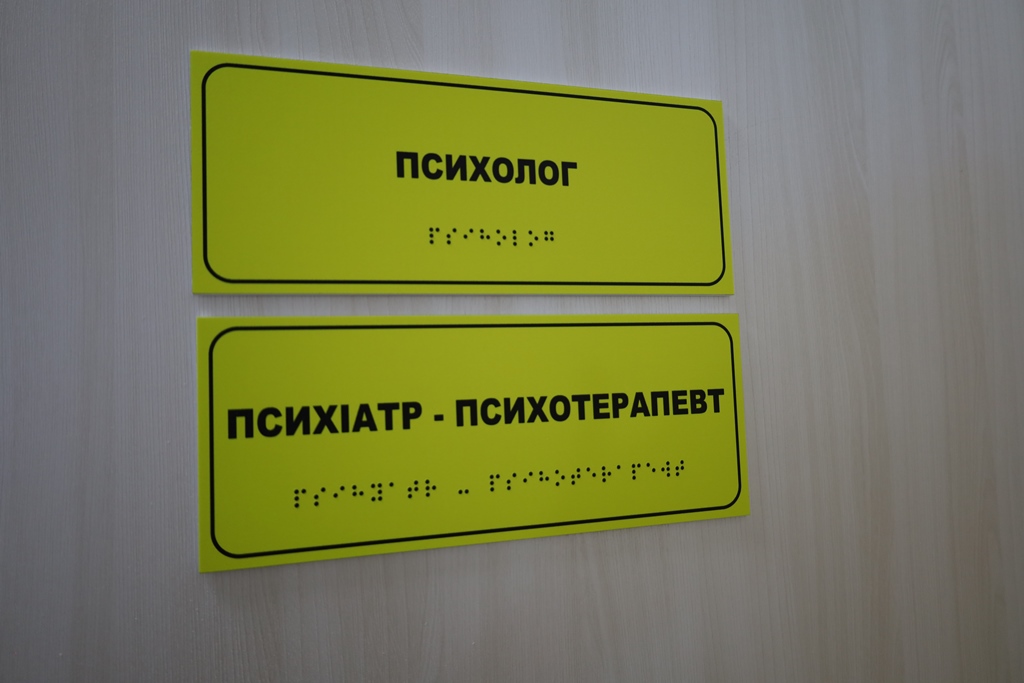 ПСИХОЛОГ
⠏⠎⠊⠓⠕⠇⠕⠛
ПСИХІАТР - ПСИХОТЕРАПЕВТ
⠏⠎⠊⠓⠽⠁⠞⠗ ⠤ ⠏⠎⠊⠓⠕⠞⠑⠗⠁⠏⠑⠺⠞